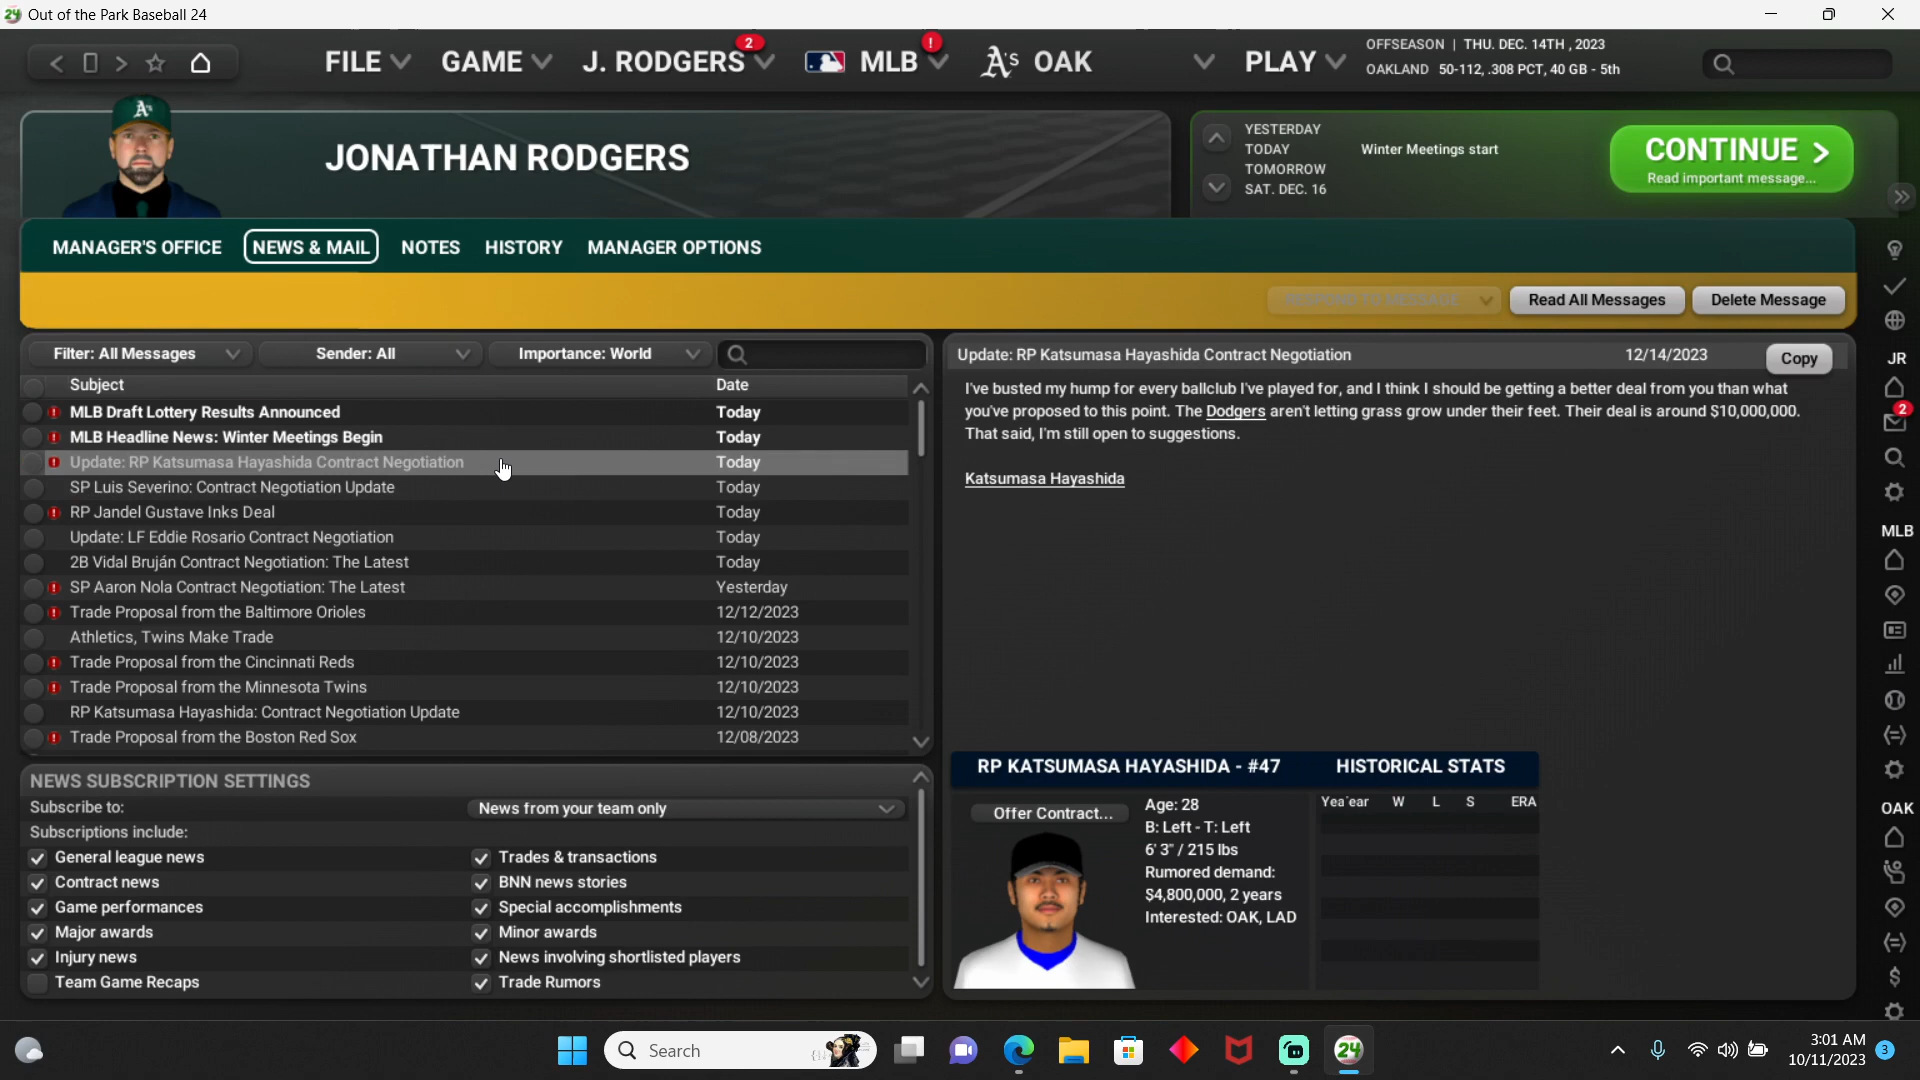 Out of the Park Baseball 24
FILE GAME J. RODGERS 2 MLB ! A's OAK PLAY
OFFSEASON | THU. DEC. 14TH , 2023
OAKLAND 50-112, .308 PCT, 40 GB - 5th
JONATHAN RODGERS
YESTERDAY
TODAY Winter Meetings start
TOMORROW
SAT. DEC. 16
CONTINUE >
Read important message...
MANAGER'S OFFICE NEWS & MAIL NOTES HISTORY MANAGER OPTIONS
RESPOND TO MESSAGE Read All Messages Delete Message
Filter: All Messages Sender: All Importance: World
Subject Date
MLB Draft Lottery Results Announced Today
MLB Headline News: Winter Meetings Begin Today
Update: RP Katsumasa Hayashida Contract Negotiation Today
SP Luis Severino: Contract Negotiation Update Today
RP Jandel Gustave Inks Deal Today
Update: LF Eddie Rosario Contract Negotiation Today
2B Vidal Bruján Contract Negotiation: The Latest Today
SP Aaron Nola Contract Negotiation: The Latest Yesterday
Trade Proposal from the Baltimore Orioles 12/12/2023
Athletics, Twins Make Trade 12/10/2023
Trade Proposal from the Cincinnati Reds 12/10/2023
Trade Proposal from the Minnesota Twins 12/10/2023
RP Katsumasa Hayashida: Contract Negotiation Update 12/10/2023
Trade Proposal from the Boston Red Sox 12/08/2023
NEWS SUBSCRIPTION SETTINGS
Subscribe to: News from your team only
Subscriptions include:
General league news Trades & transactions
Contract news BNN news stories
Game performances Special accomplishments
Major awards Minor awards
Injury news News involving shortlisted players
Team Game Recaps Trade Rumors
Update: RP Katsumasa Hayashida Contract Negotiation 12/14/2023 Copy
I've busted my hump for every ballclub I've played for, and I think I should be getting a better deal from you than what
you've proposed to this point. The Dodgers aren't letting grass grow under their feet. Their deal is around $10,000,000.
That said, I'm still open to suggestions.
Katsumasa Hayashida
RP KATSUMASA HAYASHIDA - #47 HISTORICAL STATS
Offer Contract...
Age: 28
B: Left - T: Left
6' 3" / 215 lbs
Rumored demand:
$4,800,000, 2 years
Interested: OAK, LAD
Yea'ear W L S ERA
JR
2
MLB
OAK
$
Search
24
3:01 AM
10/11/2023
3